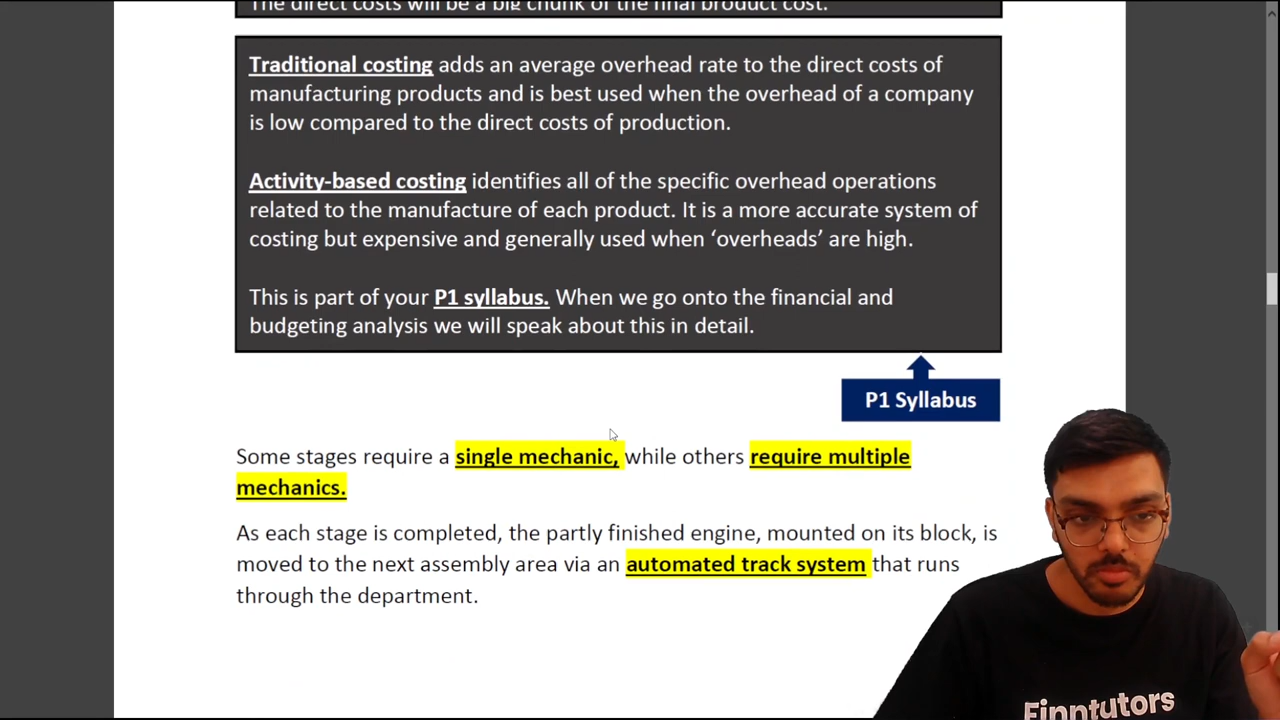 The direct costs will be a big chunk of the final product cost.
Traditional costing adds an average overhead rate to the direct costs of
manufacturing products and is best used when the overhead of a company
is low compared to the direct costs of production.
Activity-based costing identifies all of the specific overhead operations
related to the manufacture of each product. It is a more accurate system of
costing but expensive and generally used when ‘overheads’ are high.
This is part of your P1 syllabus. When we go onto the financial and
budgeting analysis we will speak about this in detail.
P1 Syllabus
Some stages require a single mechanic, while others require multiple
mechanics.
As each stage is completed, the partly finished engine, mounted on its block, is
moved to the next assembly area via an automated track system that runs
through the department.
Finntutors